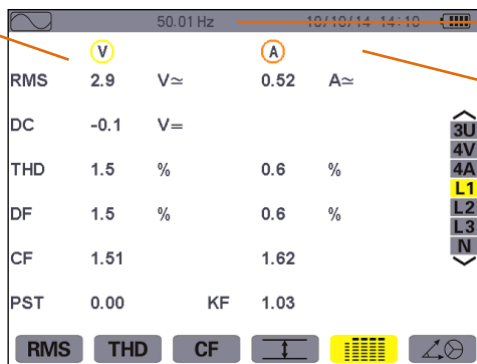 50.01 Hz 10/10/14 14:10
V A
RMS 2.9 V≃ 0.52 A≃
DC -0.1 V=
THD 1.5 % 0.6 %
DF 1.5 % 0.6 %
CF 1.51 1.62
PST 0.00 KF 1.03
3U
4V
4A
L1
L2
L3
N
RMS THD CF